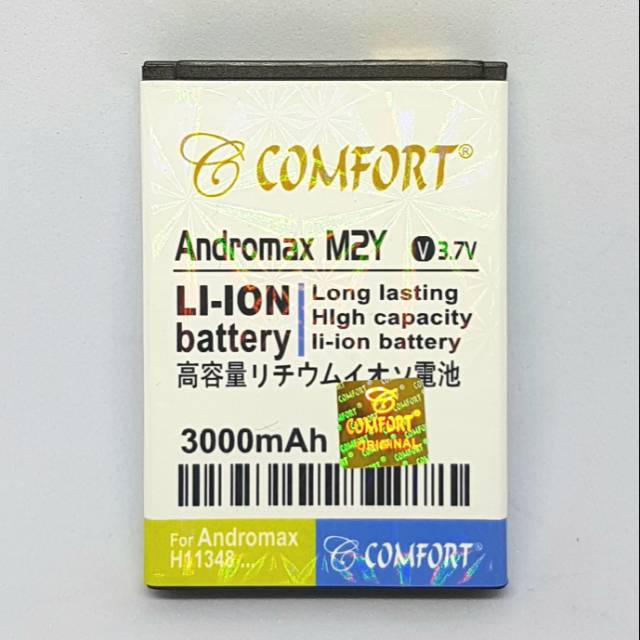 COMFORT®
Andromax M2Y V 3.7V
LI-ION battery
Long lasting
HIgh capacity
li-ion battery
高容量リチウムイオソ電池
3000mAh
COMFORT
COMFORT
ORIGINAL
For Andromax
H11348 ...
COMFORT®